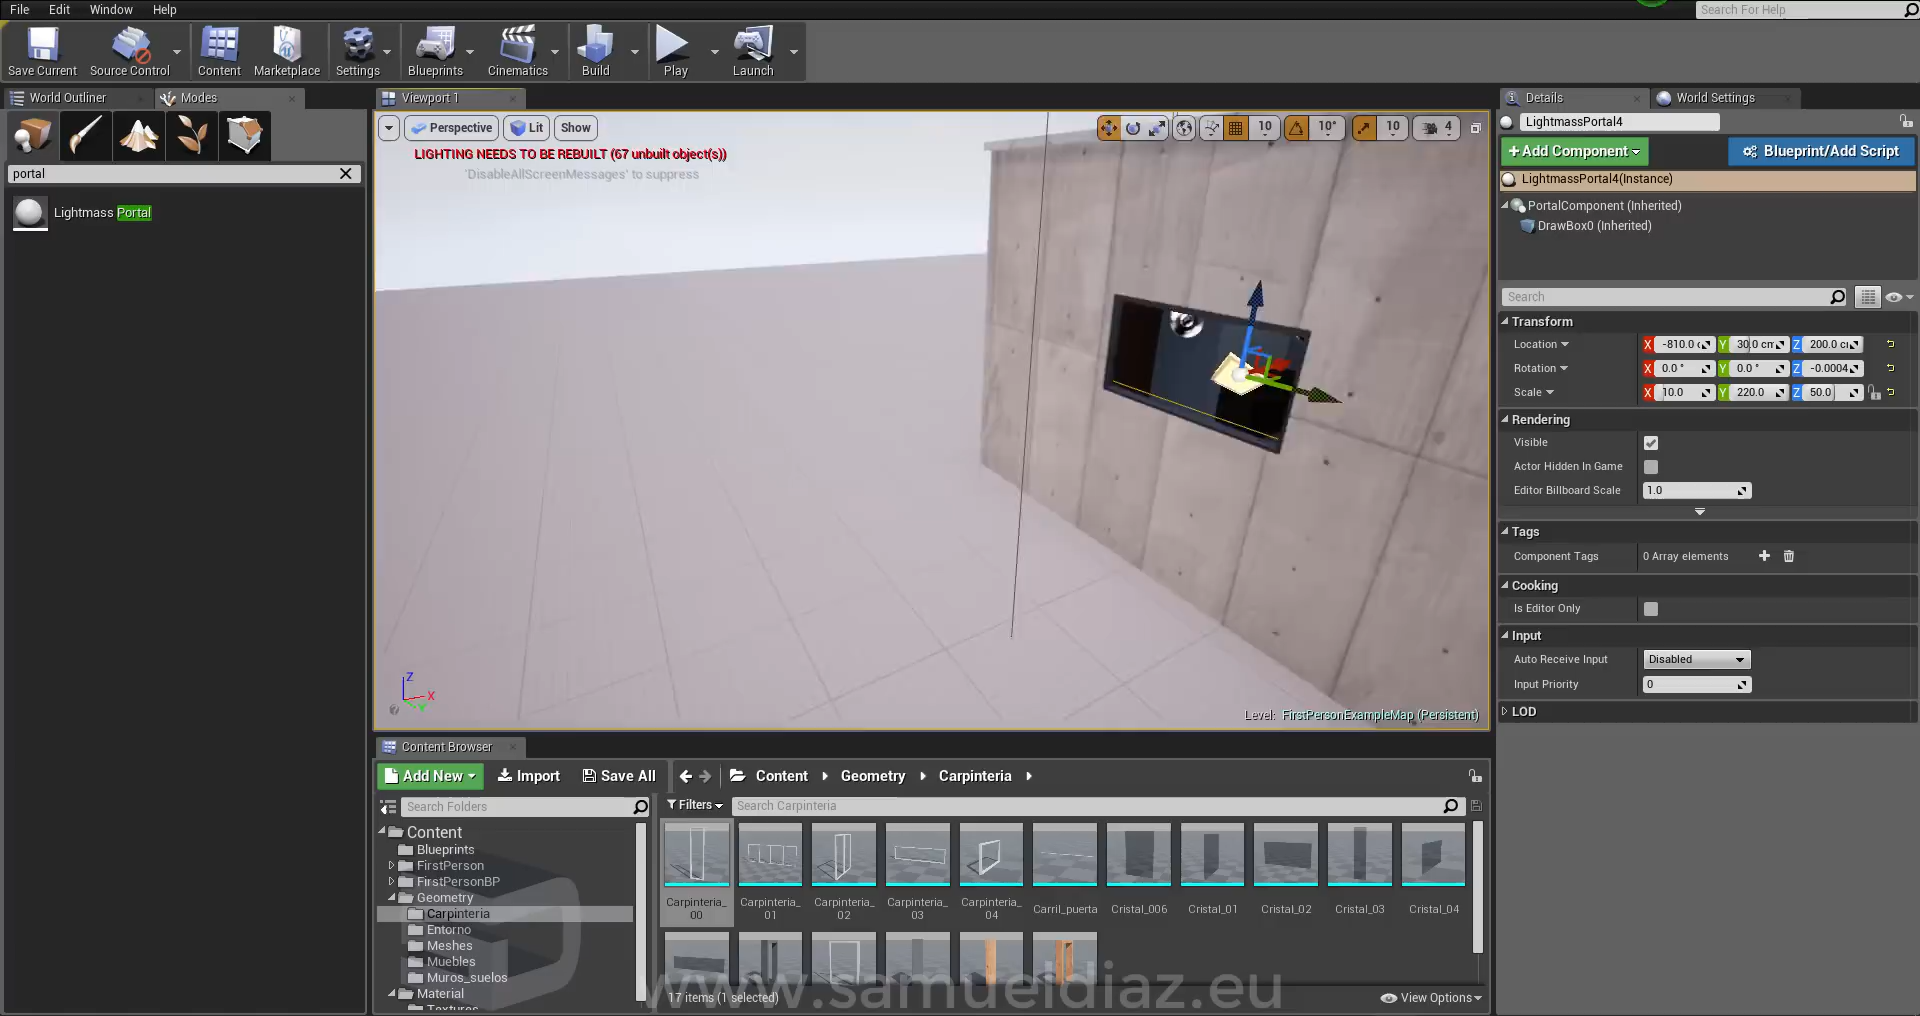 File Edit Window Help
Search For Help
Save Current Source Control Content Marketplace Settings Blueprints Cinematics Build Play Launch
World Outliner Modes
portal
Lightmass Portal
Viewport 1
Perspective Lit Show
10 10° 10 4
LIGHTING NEEDS TO BE REBUILT (67 unbuilt object(s))
'DisableAllScreenMessages' to suppress
Z
X
Y
Level: FirstPersonExampleMap (Persistent)
Details World Settings
LightmassPortal4
+Add Component Blueprint/Add Script
LightmassPortal4(Instance)
PortalComponent (Inherited)
DrawBox0 (Inherited)
Search
Transform
Location X -810.0 Y 30.0 cm Z 200.0
Rotation X 0.0 ° Y 0.0 ° Z -0.0004
Scale X 10.0 Y 220.0 Z 50.0
Rendering
Visible
Actor Hidden In Game
Editor Billboard Scale 1.0
Tags
Component Tags 0 Array elements
Cooking
Is Editor Only
Input
Auto Receive Input Disabled
Input Priority 0
LOD
Content Browser
Add New Import Save All Content Geometry Carpinteria
Search Folders
Filters Search Carpinteria
Content
Blueprints
FirstPerson
FirstPersonBP
Geometry
Carpinteria
Entorno
Meshes
Muebles
Muros_suelos
Material
Textures
Carpinteria_00 Carpinteria_01 Carpinteria_02 Carpinteria_03 Carpinteria_04 Carril_puerta Cristal_006 Cristal_01 Cristal_02 Cristal_03 Cristal_04
17 items (1 selected)
View Options
www.samueldiaz.eu